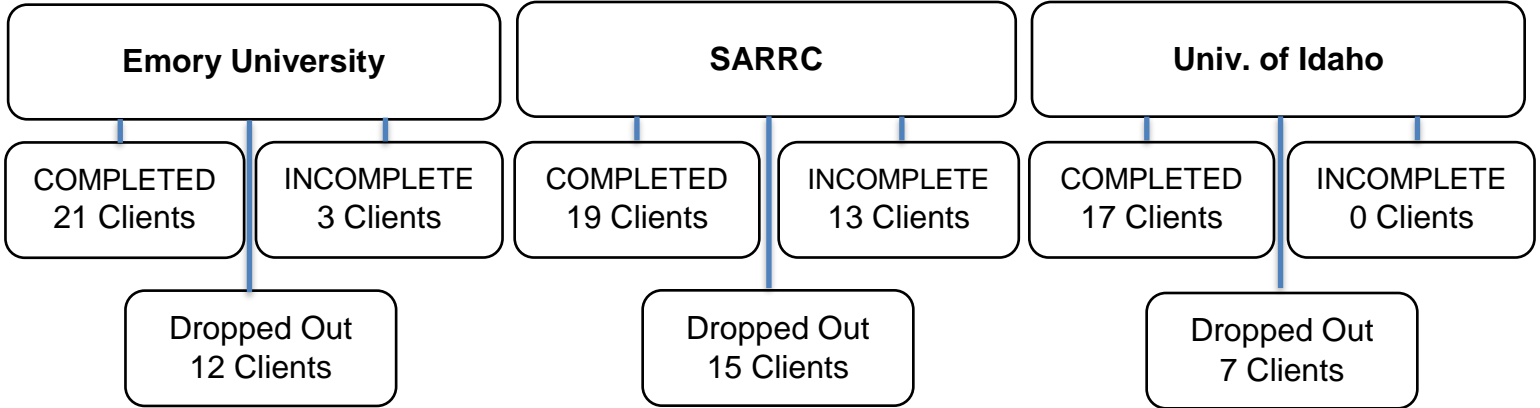 Emory University
SARRC
Univ. of Idaho
COMPLETED
21 Clients
INCOMPLETE
3 Clients
COMPLETED
19 Clients
INCOMPLETE
13 Clients
COMPLETED
17 Clients
INCOMPLETE
0 Clients
Dropped Out
12 Clients
Dropped Out
15 Clients
Dropped Out
7 Clients